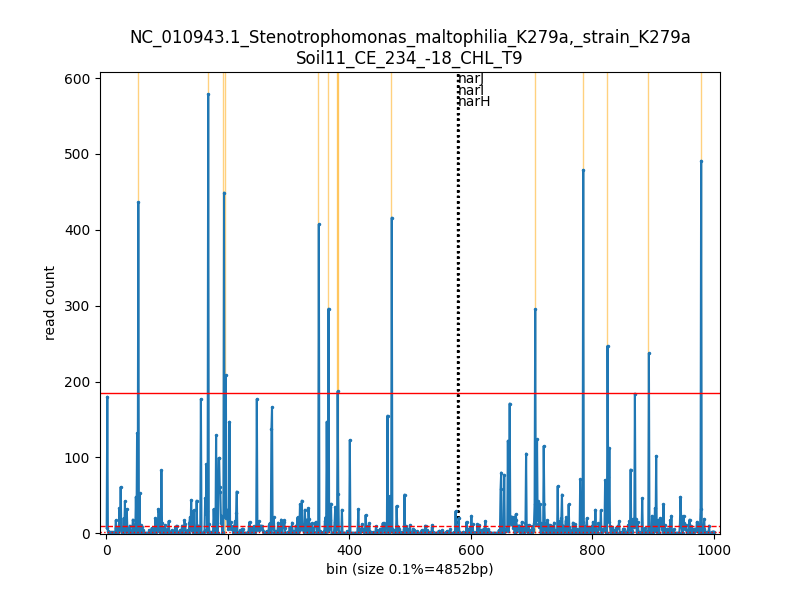 NC_010943.1_Stenotrophomonas_maltophilia_K279a,_strain_K279a
Soil11_CE_234_-18_CHL_T9
narJ
narI
narH
600
500
400
300
200
100
0
read count
0 200 400 600 800 1000
bin (size 0.1%=4852bp)